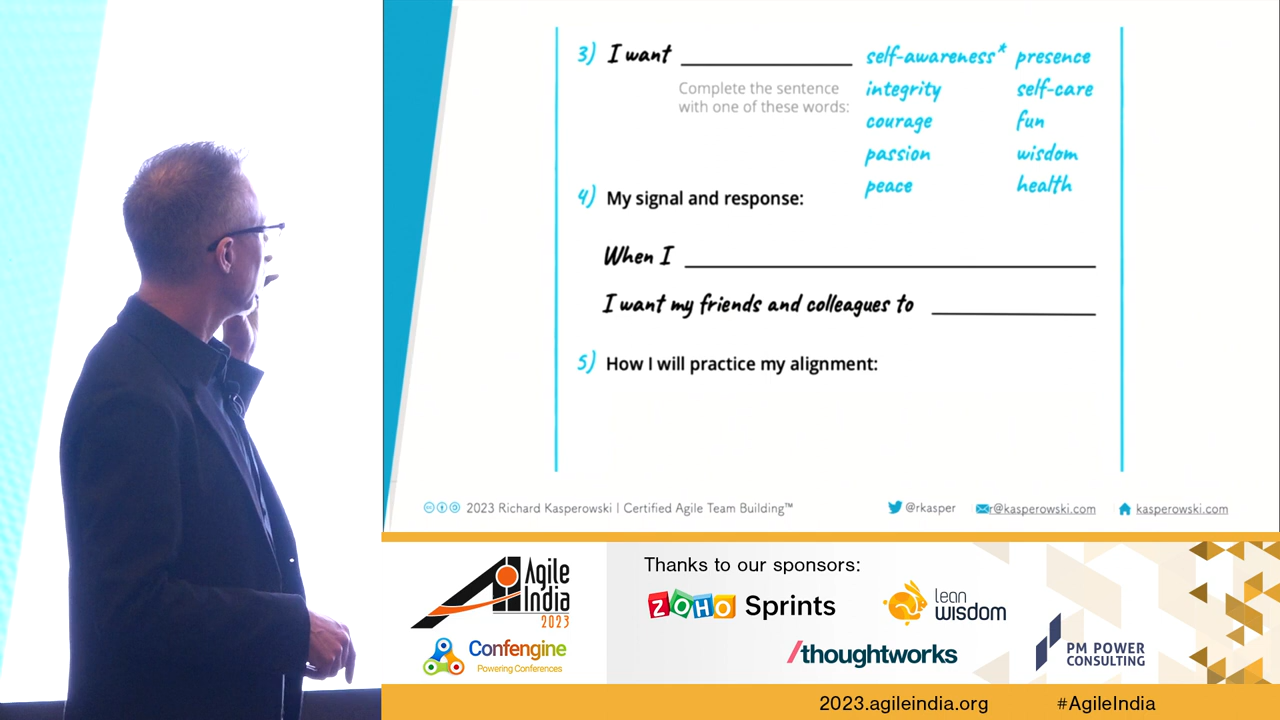 3) I want ___________ self-awareness* presence
Complete the sentence
with one of these words:
integrity self-care
courage fun
passion wisdom
peace health
4) My signal and response:
When I ___________
I want my friends and colleagues to ___________
5) How I will practice my alignment:
2023 Richard Kasperowski | Certified Agile Team Building™
@rkasper
r@kasperowski.com
kasperowski.com
Agile
India
2023
Confengine
Powering Conferences
Thanks to our sponsors:
ZOHO Sprints
lean
wisdom
/thoughtworks
PM POWER
CONSULTING
2023.agileindia.org
#AgileIndia